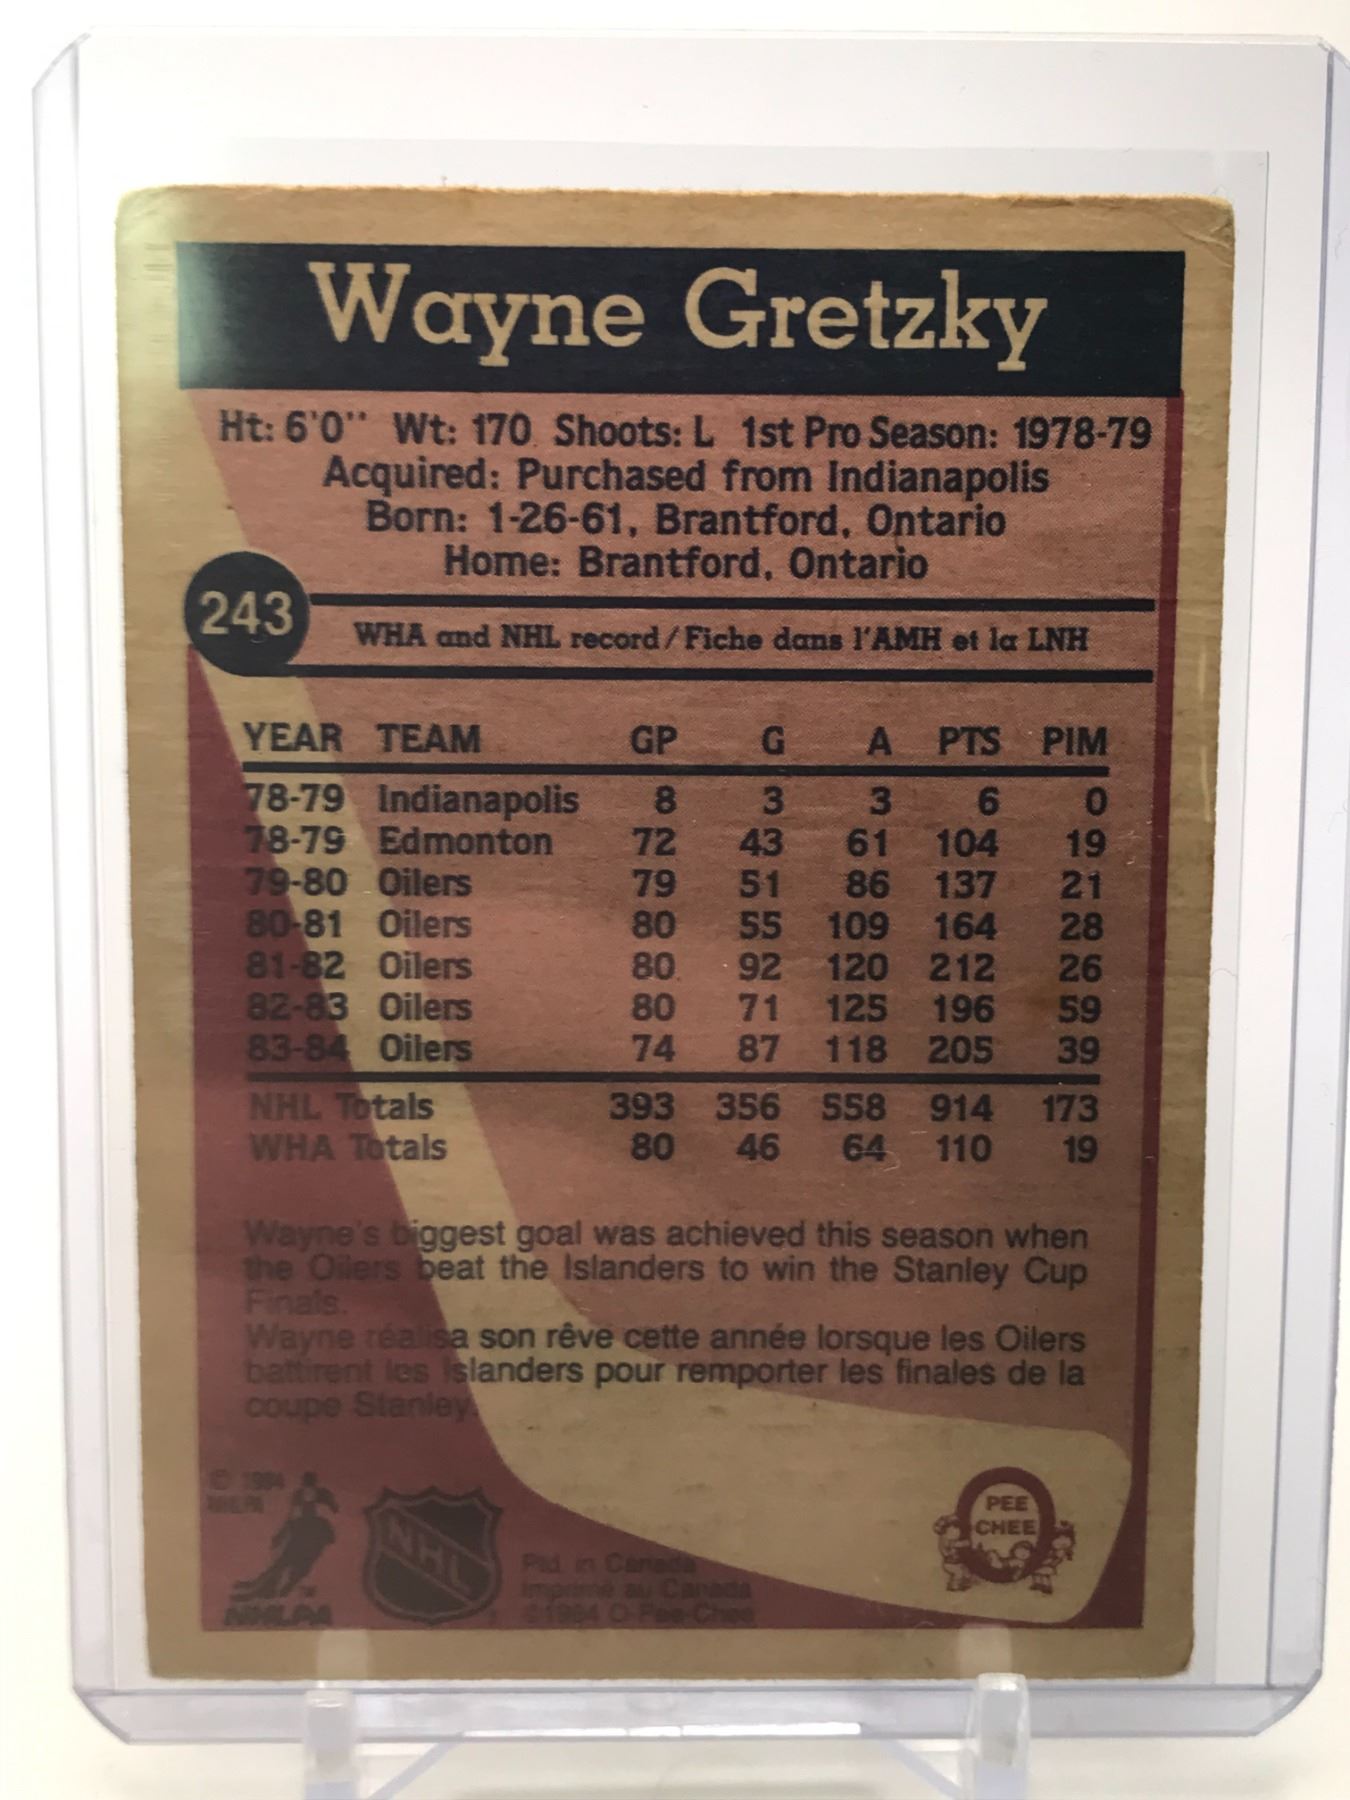 Wayne Gretzky
Ht: 6'0'' Wt: 170 Shoots: L 1st Pro Season: 1978-79
Acquired: Purchased from Indianapolis
Born: 1-26-61, Brantford, Ontario
Home: Brantford, Ontario
243
WHA and NHL record/Fiche dans l'AMH et la LNH
YEAR TEAM GP G A PTS PIM
78-79 Indianapolis 8 3 3 6 0
78-79 Edmonton 72 43 61 104 19
79-80 Oilers 79 51 86 137 21
80-81 Oilers 80 55 109 164 28
81-82 Oilers 80 92 120 212 26
82-83 Oilers 80 71 125 196 59
83-84 Oilers 74 87 118 205 39
NHL Totals 393 356 558 914 173
WHA Totals 80 46 64 110 19
Wayne's biggest goal was achieved this season when
the Oilers beat the Islanders to win the Stanley Cup
Finals.
Wayne réalisa son rêve cette année lorsque les Oilers
battirent les Islanders pour remporter les finales de la
coupe Stanley.
© 1984
NHLPA
NHL
Ptd. in Canada
Imprimé au Canada
©1984 O-Pee-Chee
O
PEE
CHEE